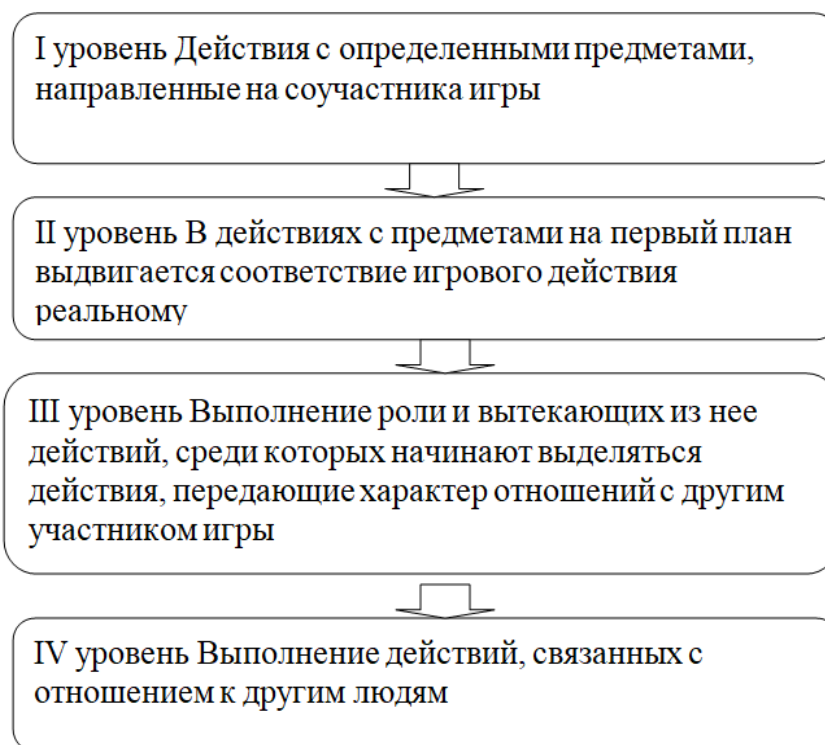 I уровень Действия с определенными предметами,
направленные на соучастника игры
II уровень В действиях с предметами на первый план
выдвигается соответствие игрового действия
реальному
III уровень Выполнение роли и вытекающих из нее
действий, среди которых начинают выделяться
действия, передающие характер отношений с другим
участником игры
IV уровень Выполнение действий, связанных с
отношением к другим людям